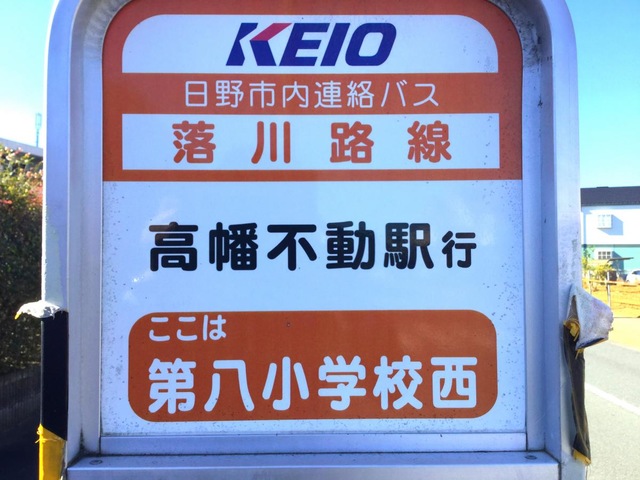 KEIO
日野市内連絡バス
落川路線
高幡不動駅行
ここは
第八小学校西